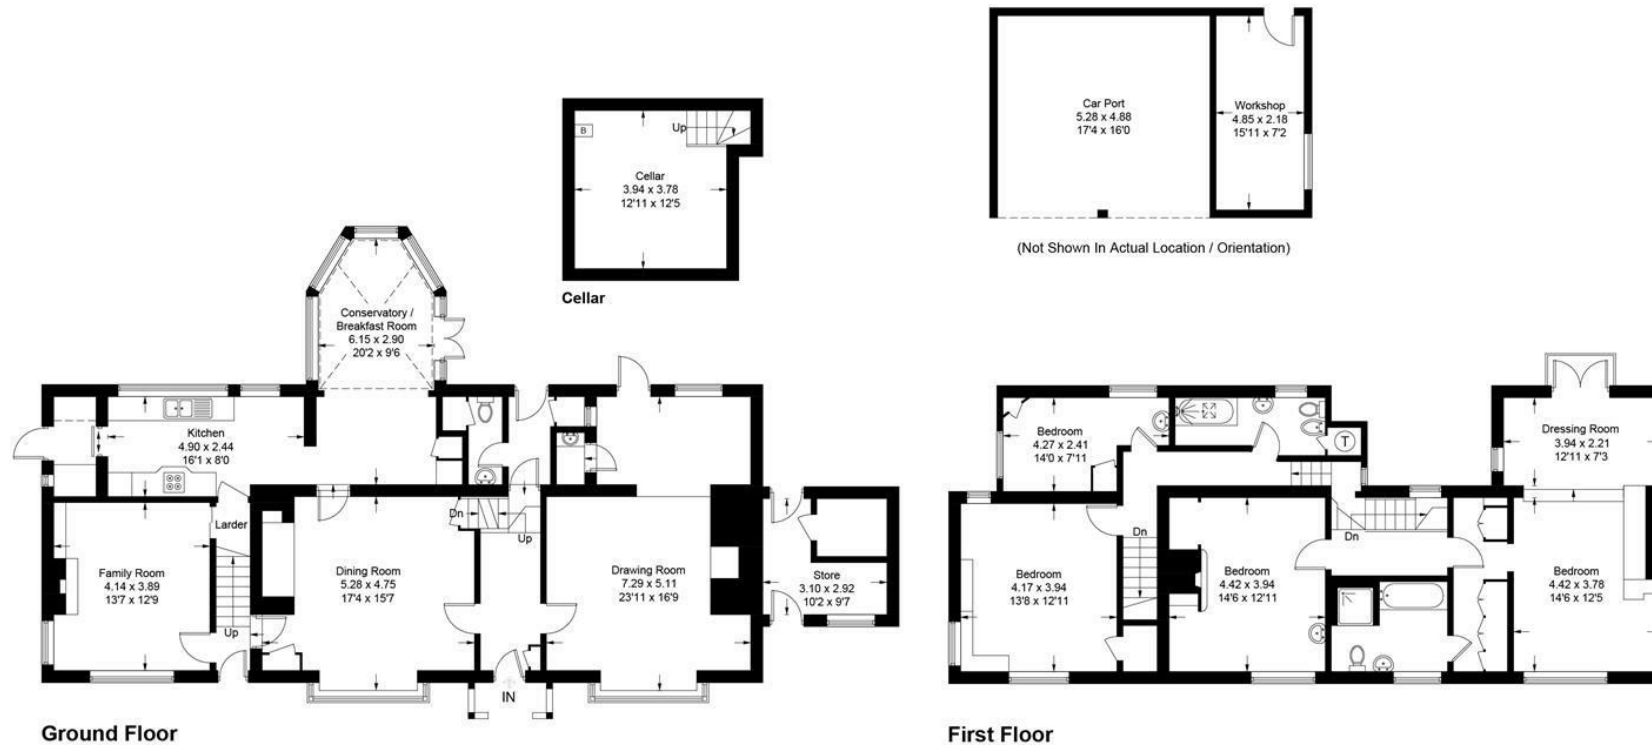 Car Port
5.28 x 4.88
17'4 x 16'0
Workshop
4.85 x 2.18
15'11 x 7'2
(Not Shown In Actual Location / Orientation)
B
Up
Cellar
3.94 x 3.78
12'11 x 12'5
Cellar
Conservatory /
Breakfast Room
6.15 x 2.90
20'2 x 9'6
Kitchen
4.90 x 2.44
16'1 x 8'0
Larder
Family Room
4.14 x 3.89
13'7 x 12'9
Up
Dn
Up
Dining Room
5.28 x 4.75
17'4 x 15'7
Drawing Room
7.29 x 5.11
23'11 x 16'9
Store
3.10 x 2.92
10'2 x 9'7
IN
Ground Floor
Bedroom
4.27 x 2.41
14'0 x 7'11
T
Dressing Room
3.94 x 2.21
12'11 x 7'3
Dn
Dn
Bedroom
4.17 x 3.94
13'8 x 12'11
Bedroom
4.42 x 3.94
14'6 x 12'11
Bedroom
4.42 x 3.78
14'6 x 12'5
First Floor